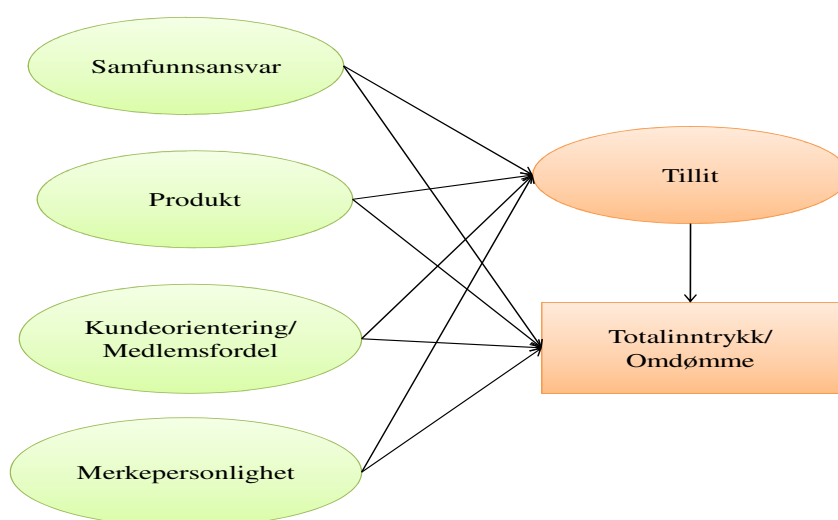 Samfunnsansvar
Produkt
Kundeorientering/
Medlemsfordel
Merkepersonlighet
Tillit
Totalinntrykk/
Omdømme